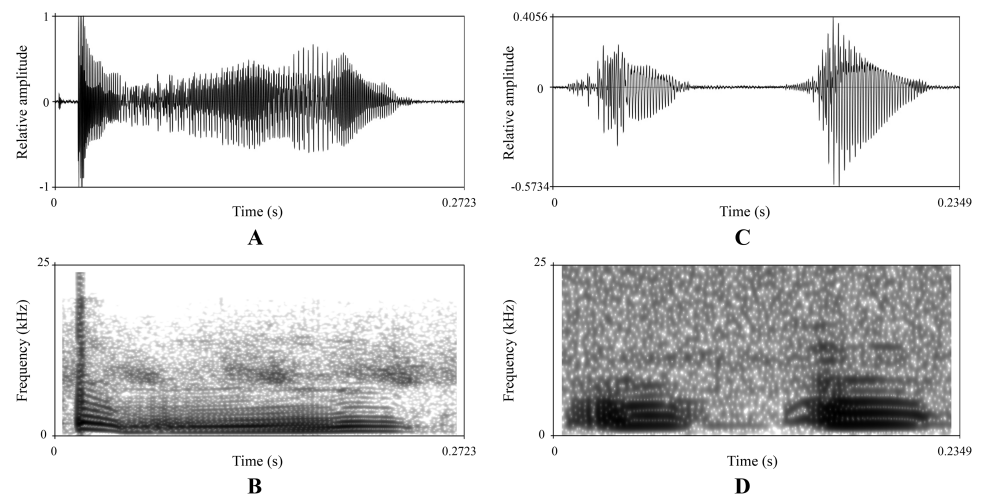 1
0
-1
Relative amplitude
0
0.2723
Time (s)
A
25
0
Frequency (kHz)
0
0.2723
Time (s)
B
0.4056
0
-0.5734
Relative amplitude
0
0.2349
Time (s)
C
25
0
Frequency (kHz)
0
0.2349
Time (s)
D